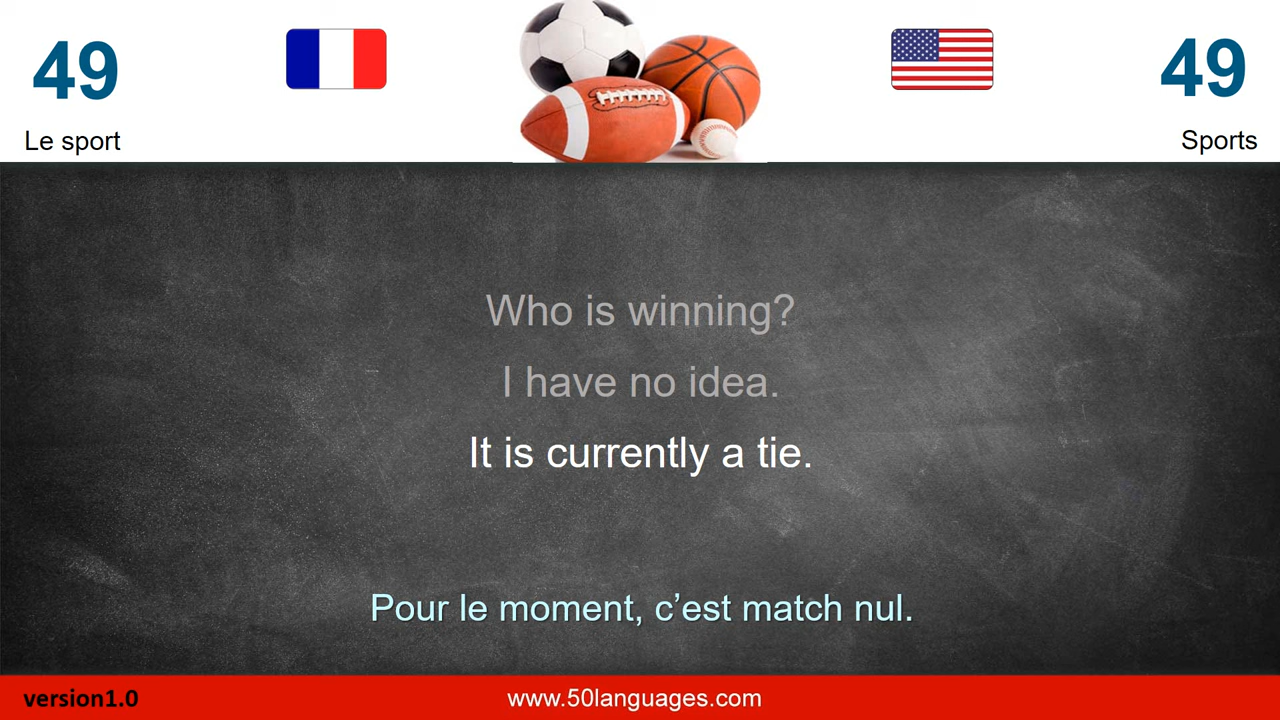 49
49
Le sport
Sports
Who is winning?
I have no idea.
It is currently a tie.
Pour le moment, c’est match nul.
version1.0
www.50languages.com